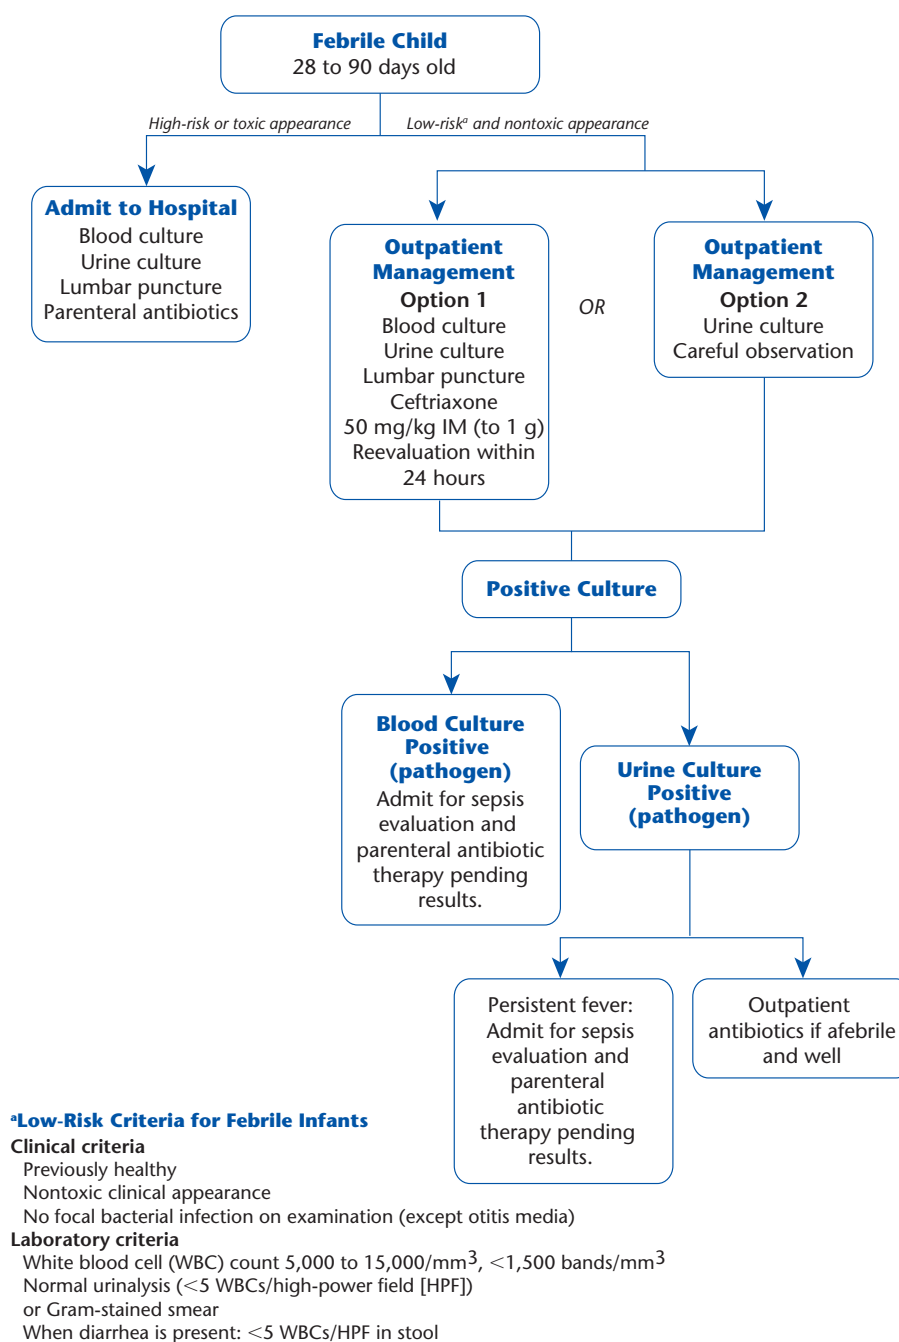 Febrile Child
28 to 90 days old
High-risk or toxic appearance
Low-riskᵃ and nontoxic appearance
Admit to Hospital
Blood culture
Urine culture
Lumbar puncture
Parenteral antibiotics
Outpatient
Management
Option 1
Blood culture
Urine culture
Lumbar puncture
Ceftriaxone
50 mg/kg IM (to 1 g)
Reevaluation within
24 hours
OR
Outpatient
Management
Option 2
Urine culture
Careful observation
Positive Culture
Blood Culture
Positive
(pathogen)
Admit for sepsis
evaluation and
parenteral antibiotic
therapy pending
results.
Urine Culture
Positive
(pathogen)
Persistent fever:
Admit for sepsis
evaluation and
parenteral
antibiotic
therapy pending
results.
Outpatient
antibiotics if afebrile
and well
ᵃLow-Risk Criteria for Febrile Infants
Clinical criteria
Previously healthy
Nontoxic clinical appearance
No focal bacterial infection on examination (except otitis media)
Laboratory criteria
White blood cell (WBC) count 5,000 to 15,000/mm³, <1,500 bands/mm³
Normal urinalysis (<5 WBCs/high-power field [HPF])
or Gram-stained smear
When diarrhea is present: <5 WBCs/HPF in stool